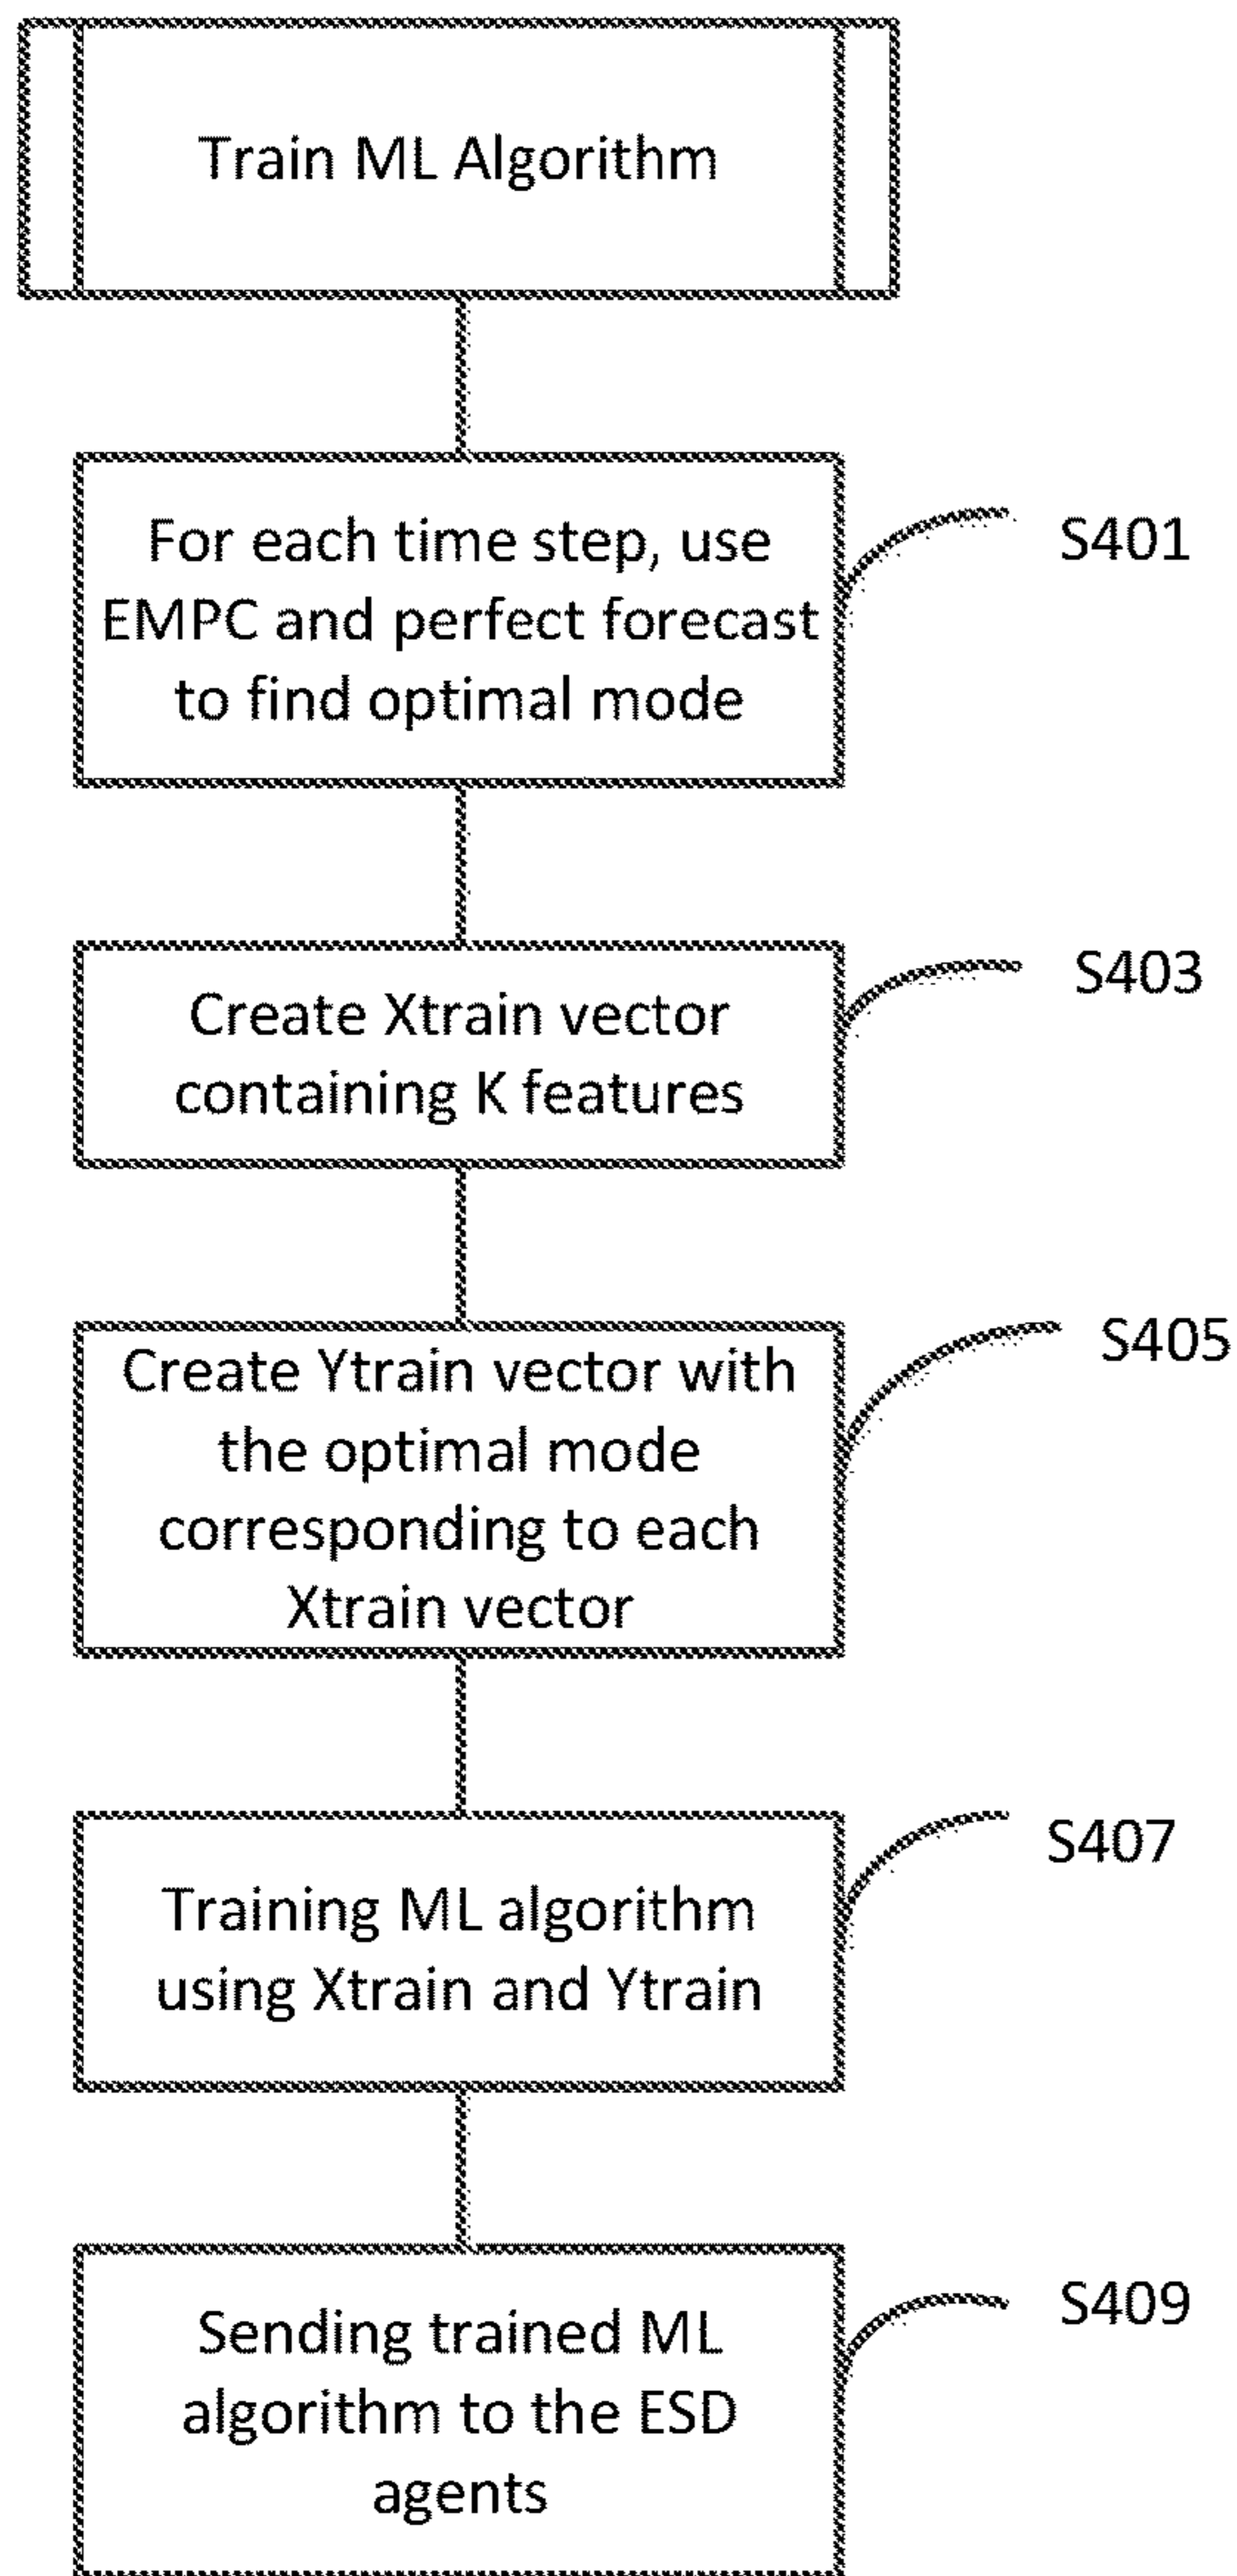 Train ML Algorithm
For each time step, use
EMPC and perfect forecast
to find optimal mode
S401
Create Xtrain vector
containing K features
S403
Create Ytrain vector with
the optimal mode
corresponding to each
Xtrain vector
S405
Training ML algorithm
using Xtrain and Ytrain
S407
Sending trained ML
algorithm to the ESD
agents
S409